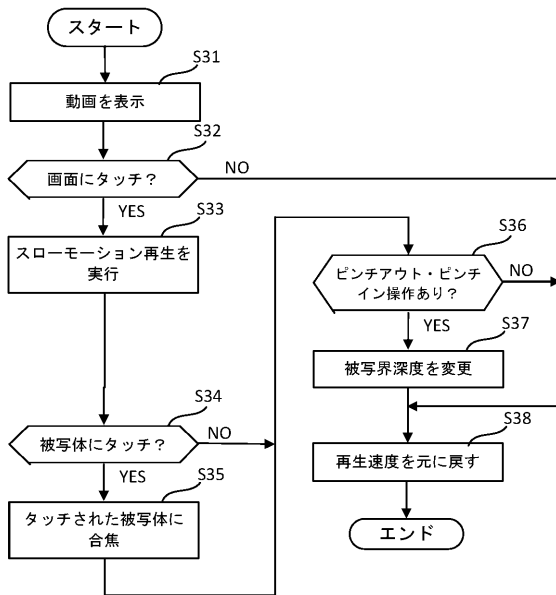 スタート
S31
動画を表示
S32
画面にタッチ？
NO
YES
S33
スローモーション再生を
実行
S34
被写体にタッチ？
NO
YES
S35
タッチされた被写体に
合焦
S36
ピンチアウト・ピンチ
イン操作あり？
NO
YES
S37
被写界深度を変更
S38
再生速度を元に戻す
エンド